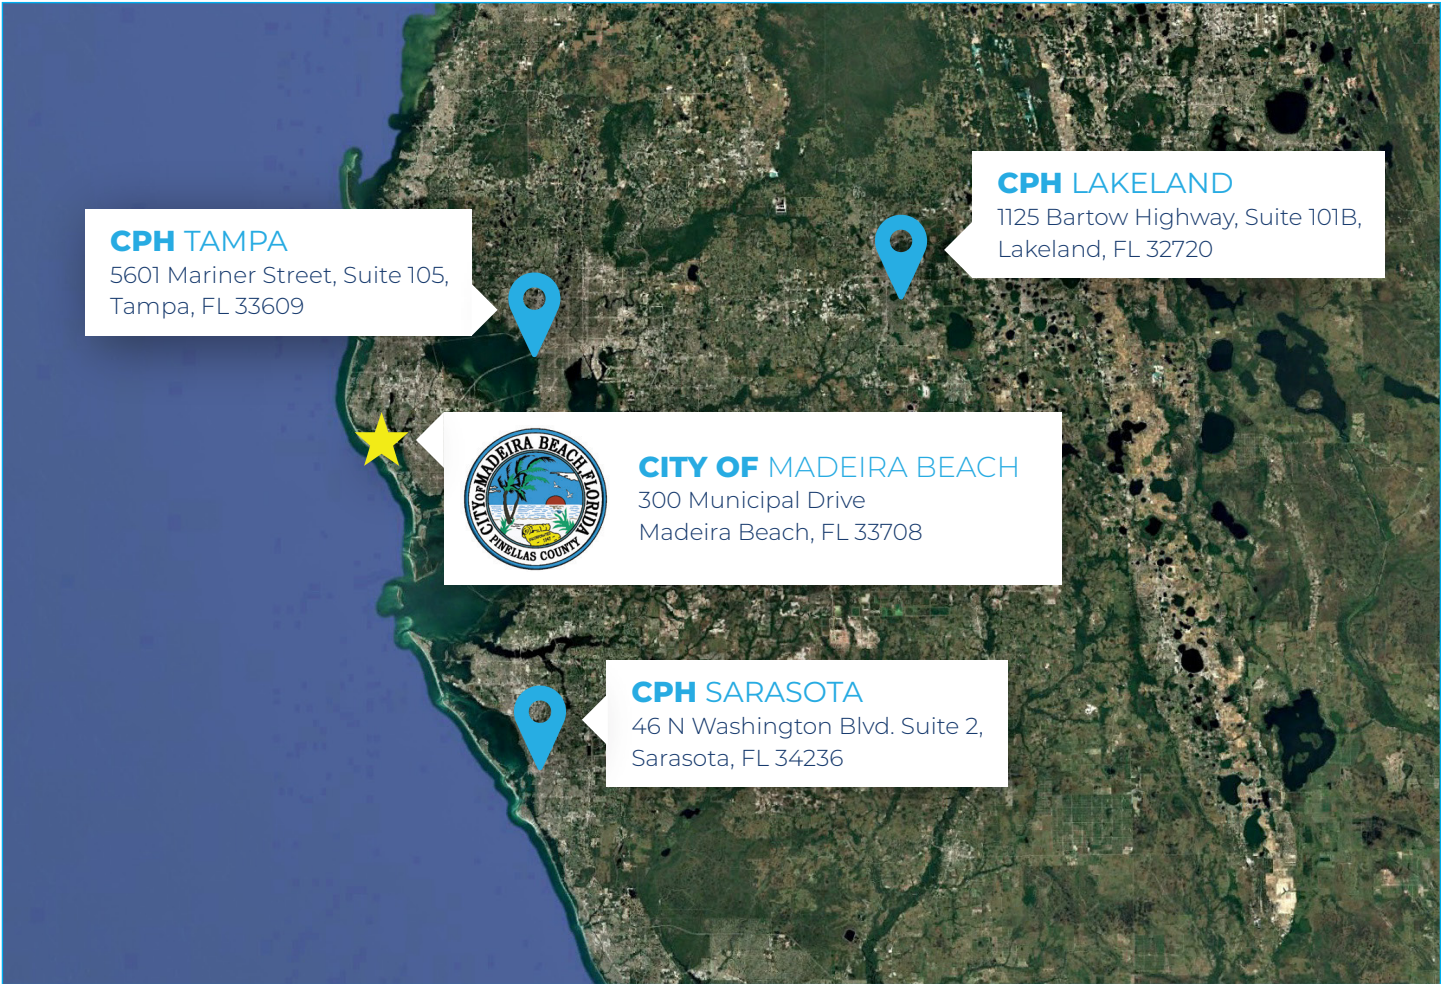 CPH LAKELAND
1125 Bartow Highway, Suite 101B,
Lakeland, FL 32720
CPH TAMPA
5601 Mariner Street, Suite 105,
Tampa, FL 33609
CITY OF MADEIRA BEACH, FLORIDA
PINELLAS COUNTY
CITY OF MADEIRA BEACH
300 Municipal Drive
Madeira Beach, FL 33708
CPH SARASOTA
46 N Washington Blvd. Suite 2,
Sarasota, FL 34236